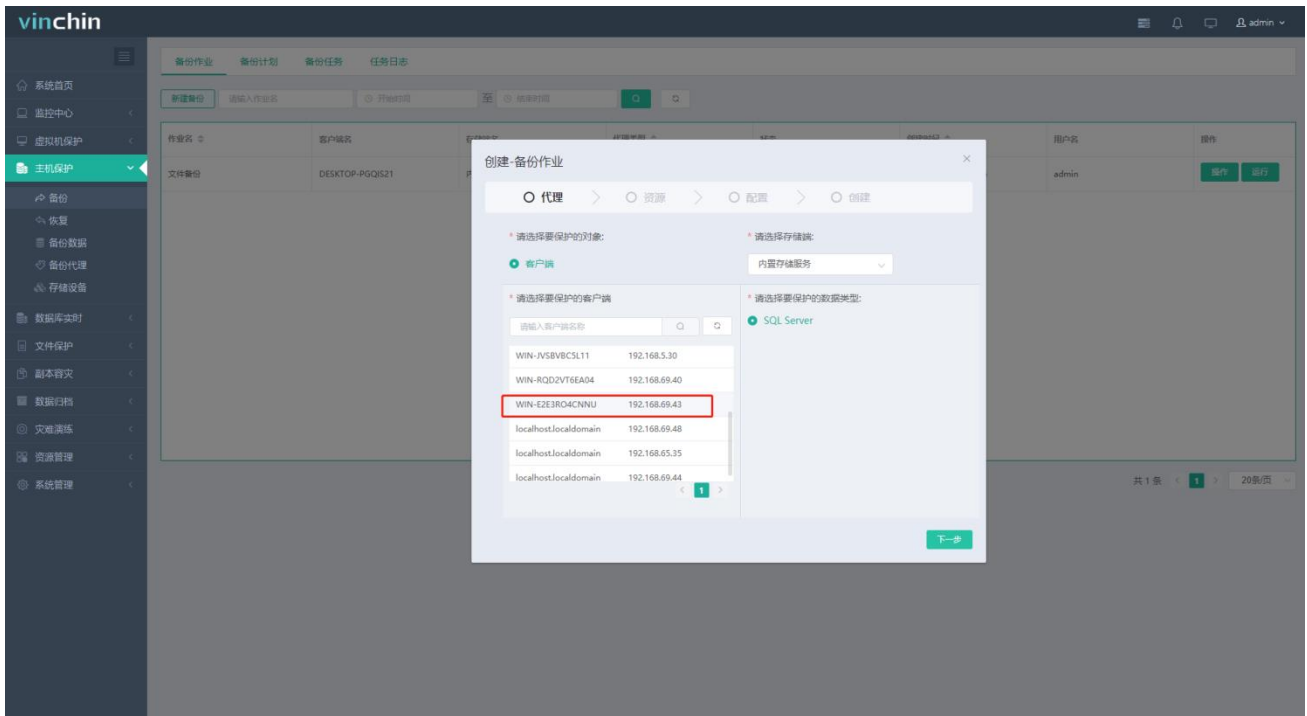 vinchin
admin
系统首页
监控中心
虚拟机保护
主机保护
备份
恢复
备份数据
备份代理
存储设备
数据库实时
文件保护
副本容灾
数据归档
灾难演练
资源管理
系统管理
备份作业 备份计划 备份任务 任务日志
新建备份 请输入作业名 开始时间 至 结束时间
作业名 客户端名 用户名 操作
文件备份 DESKTOP-PGQIS21 admin 操作 运行
创建-备份作业
代理 资源 配置 创建
* 请选择要保护的对象: * 请选择存储端:
客户端 内置存储服务
* 请选择要保护的客户端 * 请选择要保护的数据类型:
请输入客户端名称 SQL Server
WIN-JVSBVBC5L11 192.168.5.30
WIN-RQD2VT6EA04 192.168.69.40
WIN-E2E3RO4CNNU 192.168.69.43
localhost.localdomain 192.168.69.48
localhost.localdomain 192.168.65.35
localhost.localdomain 192.168.69.44
1
下一步
共 1 条 1 20条/页